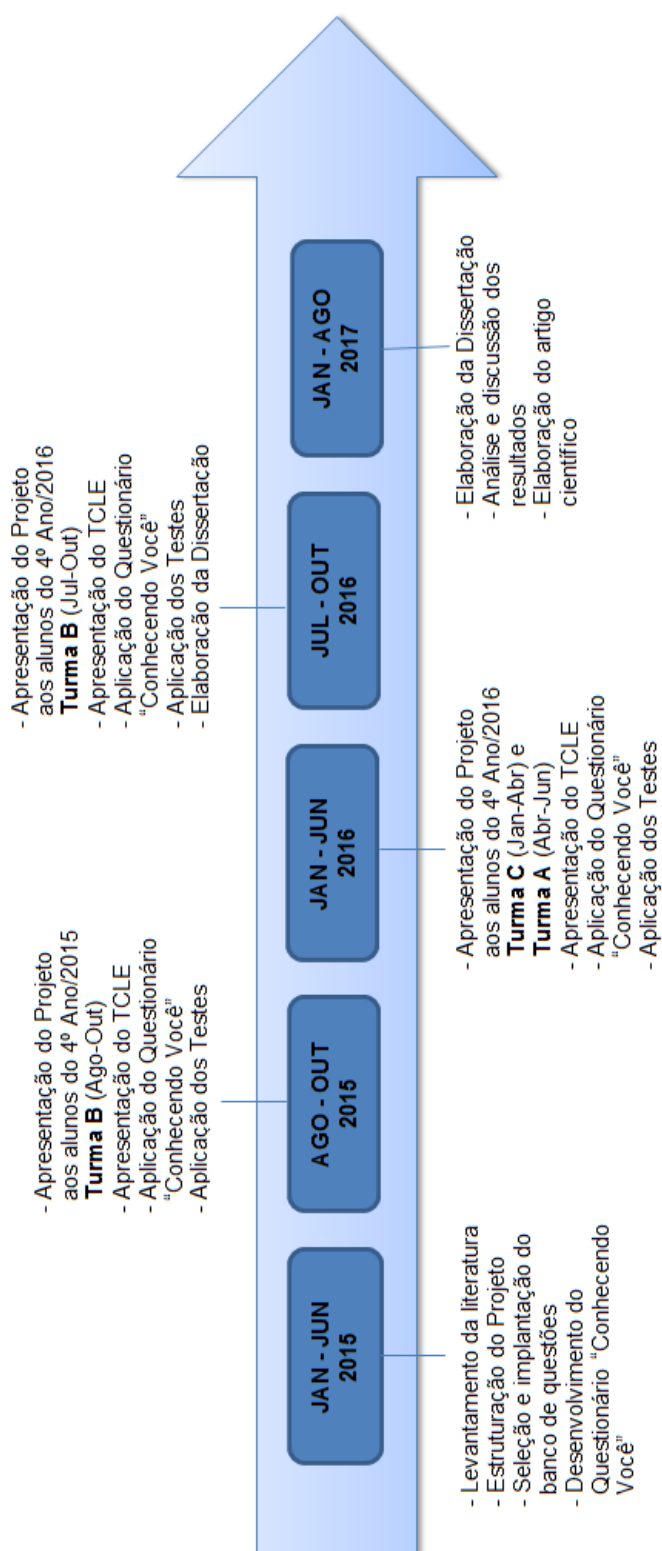 JAN - JUN
2015
- Levantamento da literatura
- Estruturação do Projeto
- Seleção e implantação do
banco de questões
- Desenvolvimento do
Questionário “Conhecendo
Você”
AGO - OUT
2015
- Apresentação do Projeto
aos alunos do 4º Ano/2015
Turma B (Ago-Out)
- Apresentação do TCLE
- Aplicação do Questionário
“Conhecendo Você”
- Aplicação dos Testes
JAN - JUN
2016
- Apresentação do Projeto
aos alunos do 4º Ano/2016
Turma C (Jan-Abr) e
Turma A (Abr-Jun)
- Apresentação do TCLE
- Aplicação do Questionário
“Conhecendo Você”
- Aplicação dos Testes
JUL - OUT
2016
- Apresentação do Projeto
aos alunos do 4º Ano/2016
Turma B (Jul-Out)
- Apresentação do TCLE
- Aplicação do Questionário
“Conhecendo Você”
- Aplicação dos Testes
- Elaboração da Dissertação
JAN - AGO
2017
- Elaboração da Dissertação
- Análise e discussão dos
resultados
- Elaboração do artigo
científico